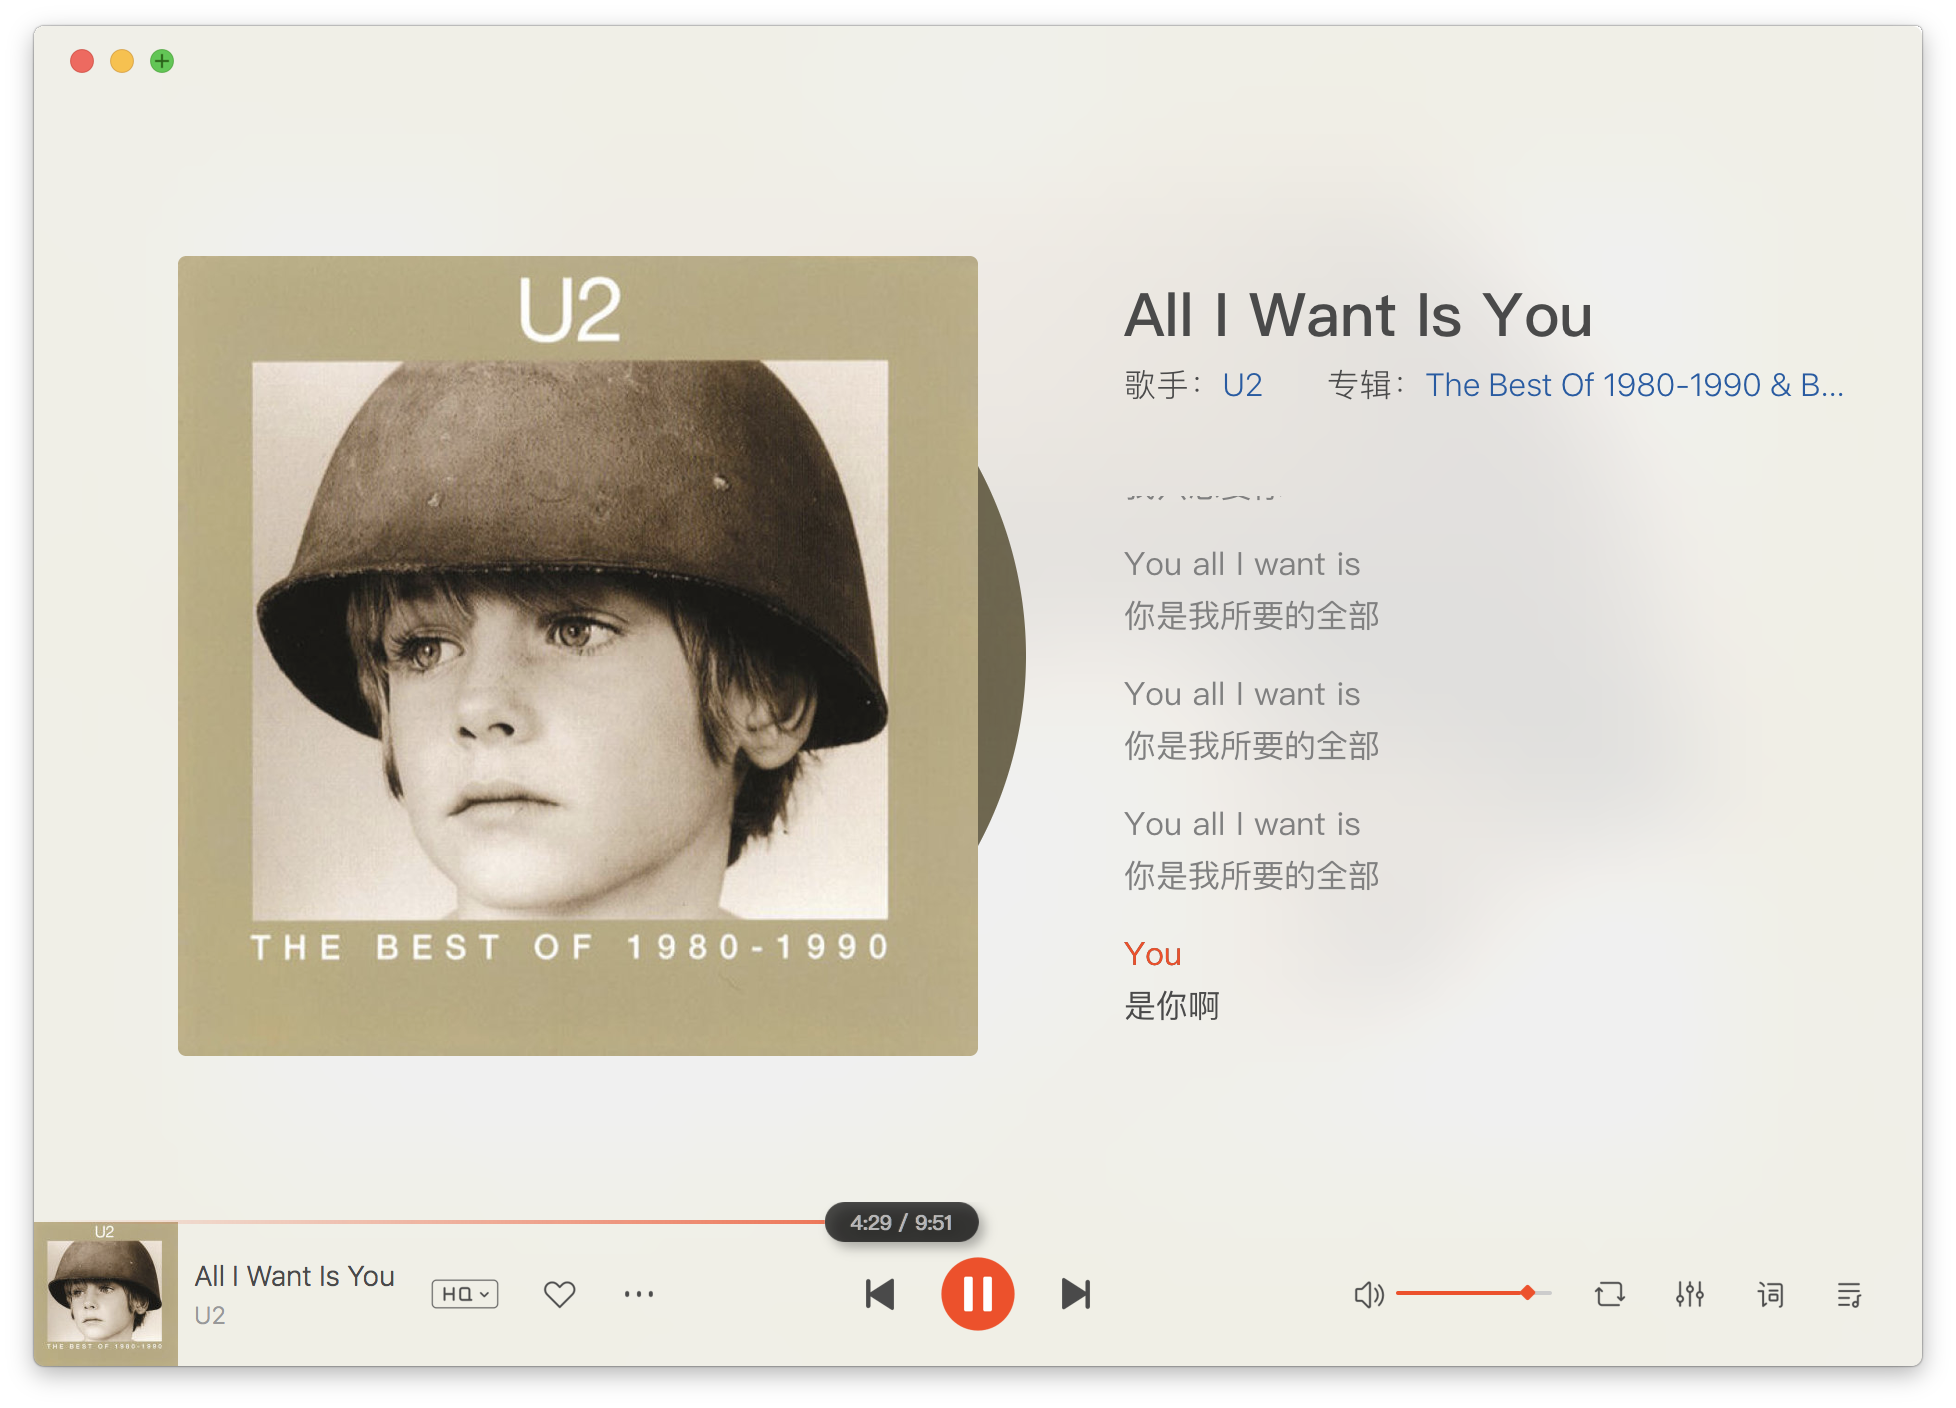 U2
THE BEST OF 1980-1990
All I Want Is You
歌手： U2 专辑： The Best Of 1980-1990 & B...
You all I want is
你是我所要的全部
You all I want is
你是我所要的全部
You all I want is
你是我所要的全部
You
是你啊
4:29 / 9:51
U2
THE BEST OF 1980-1990
All I Want Is You
U2
HQ
词